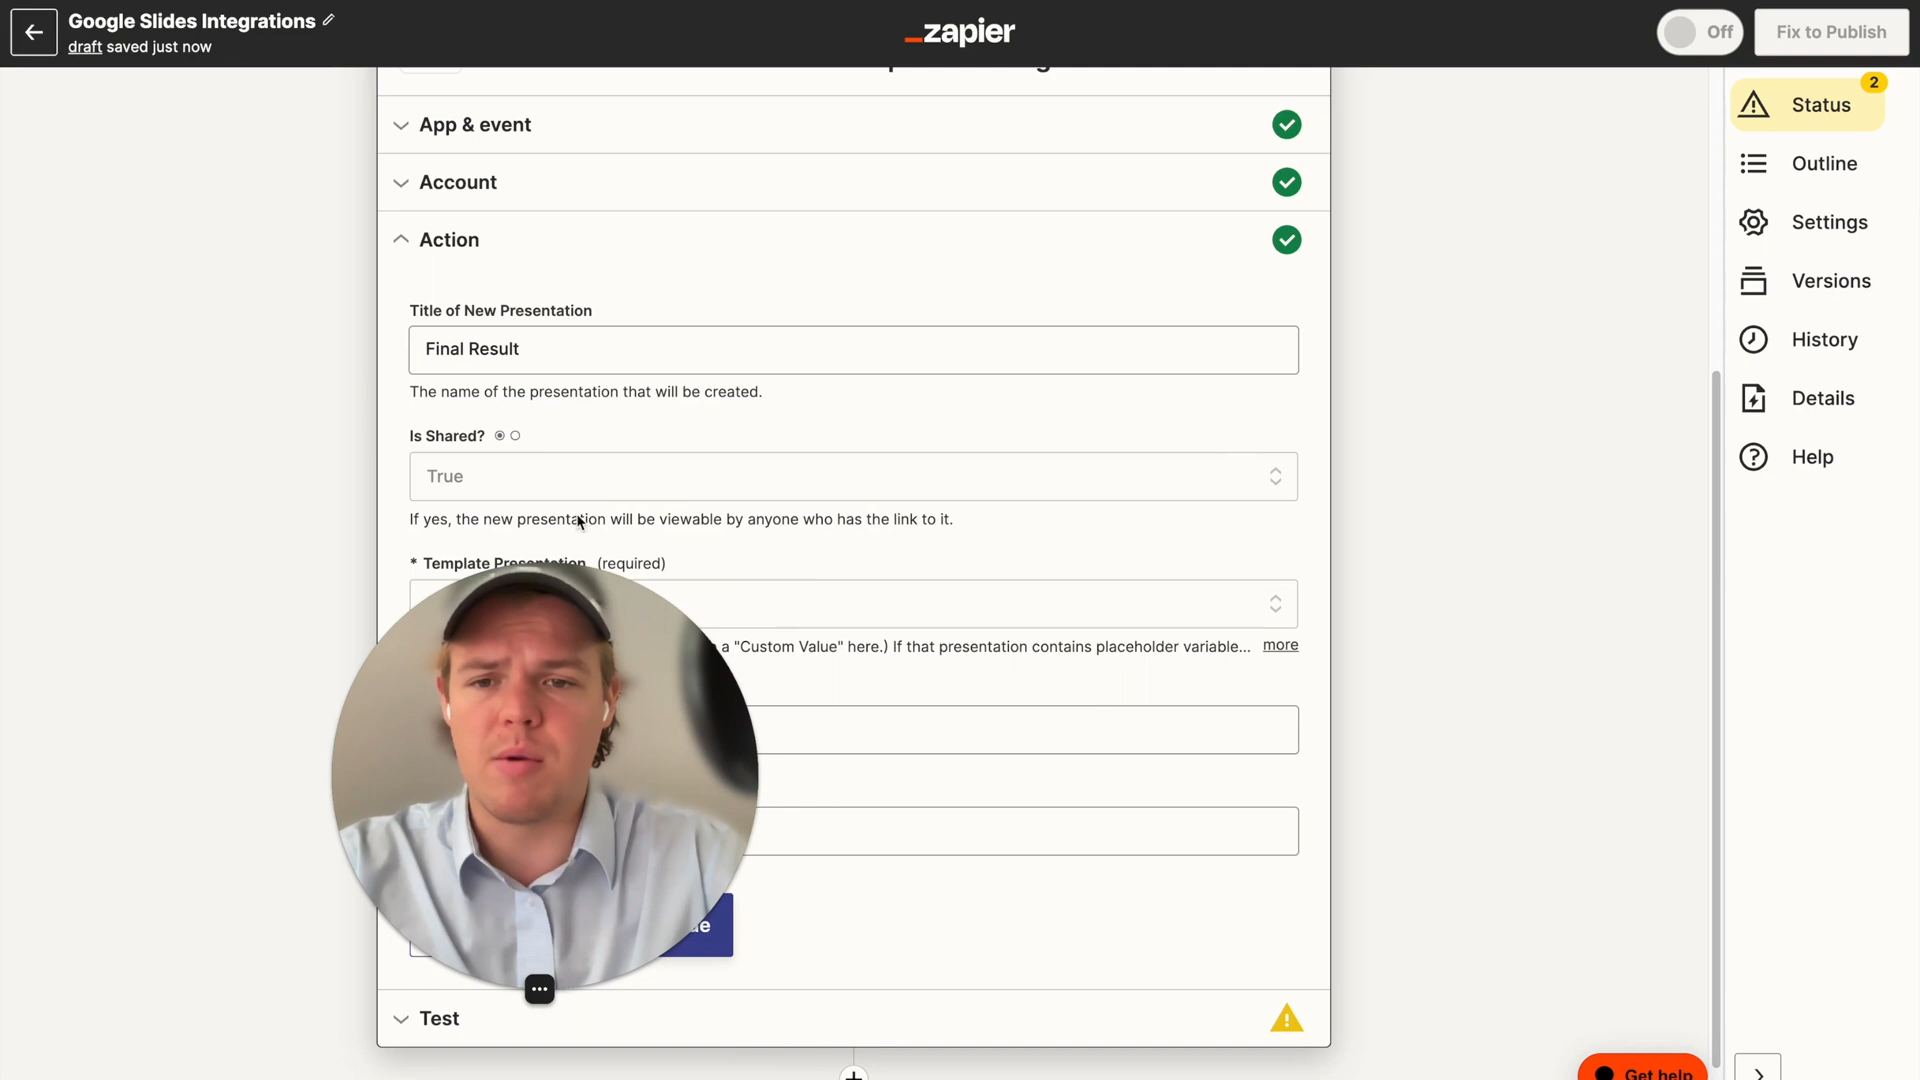 Google Slides Integrations
draft saved just now
zapier
Off
Fix to Publish
App & event
Account
Action
Title of New Presentation
Final Result
The name of the presentation that will be created.
Is Shared?
True
If yes, the new presentation will be viewable by anyone who has the link to it.
* Template Presentation (required)
a "Custom Value" here.) If that presentation contains placeholder variable... more
Test
2
Status
Outline
Settings
Versions
History
Details
Help
Get help